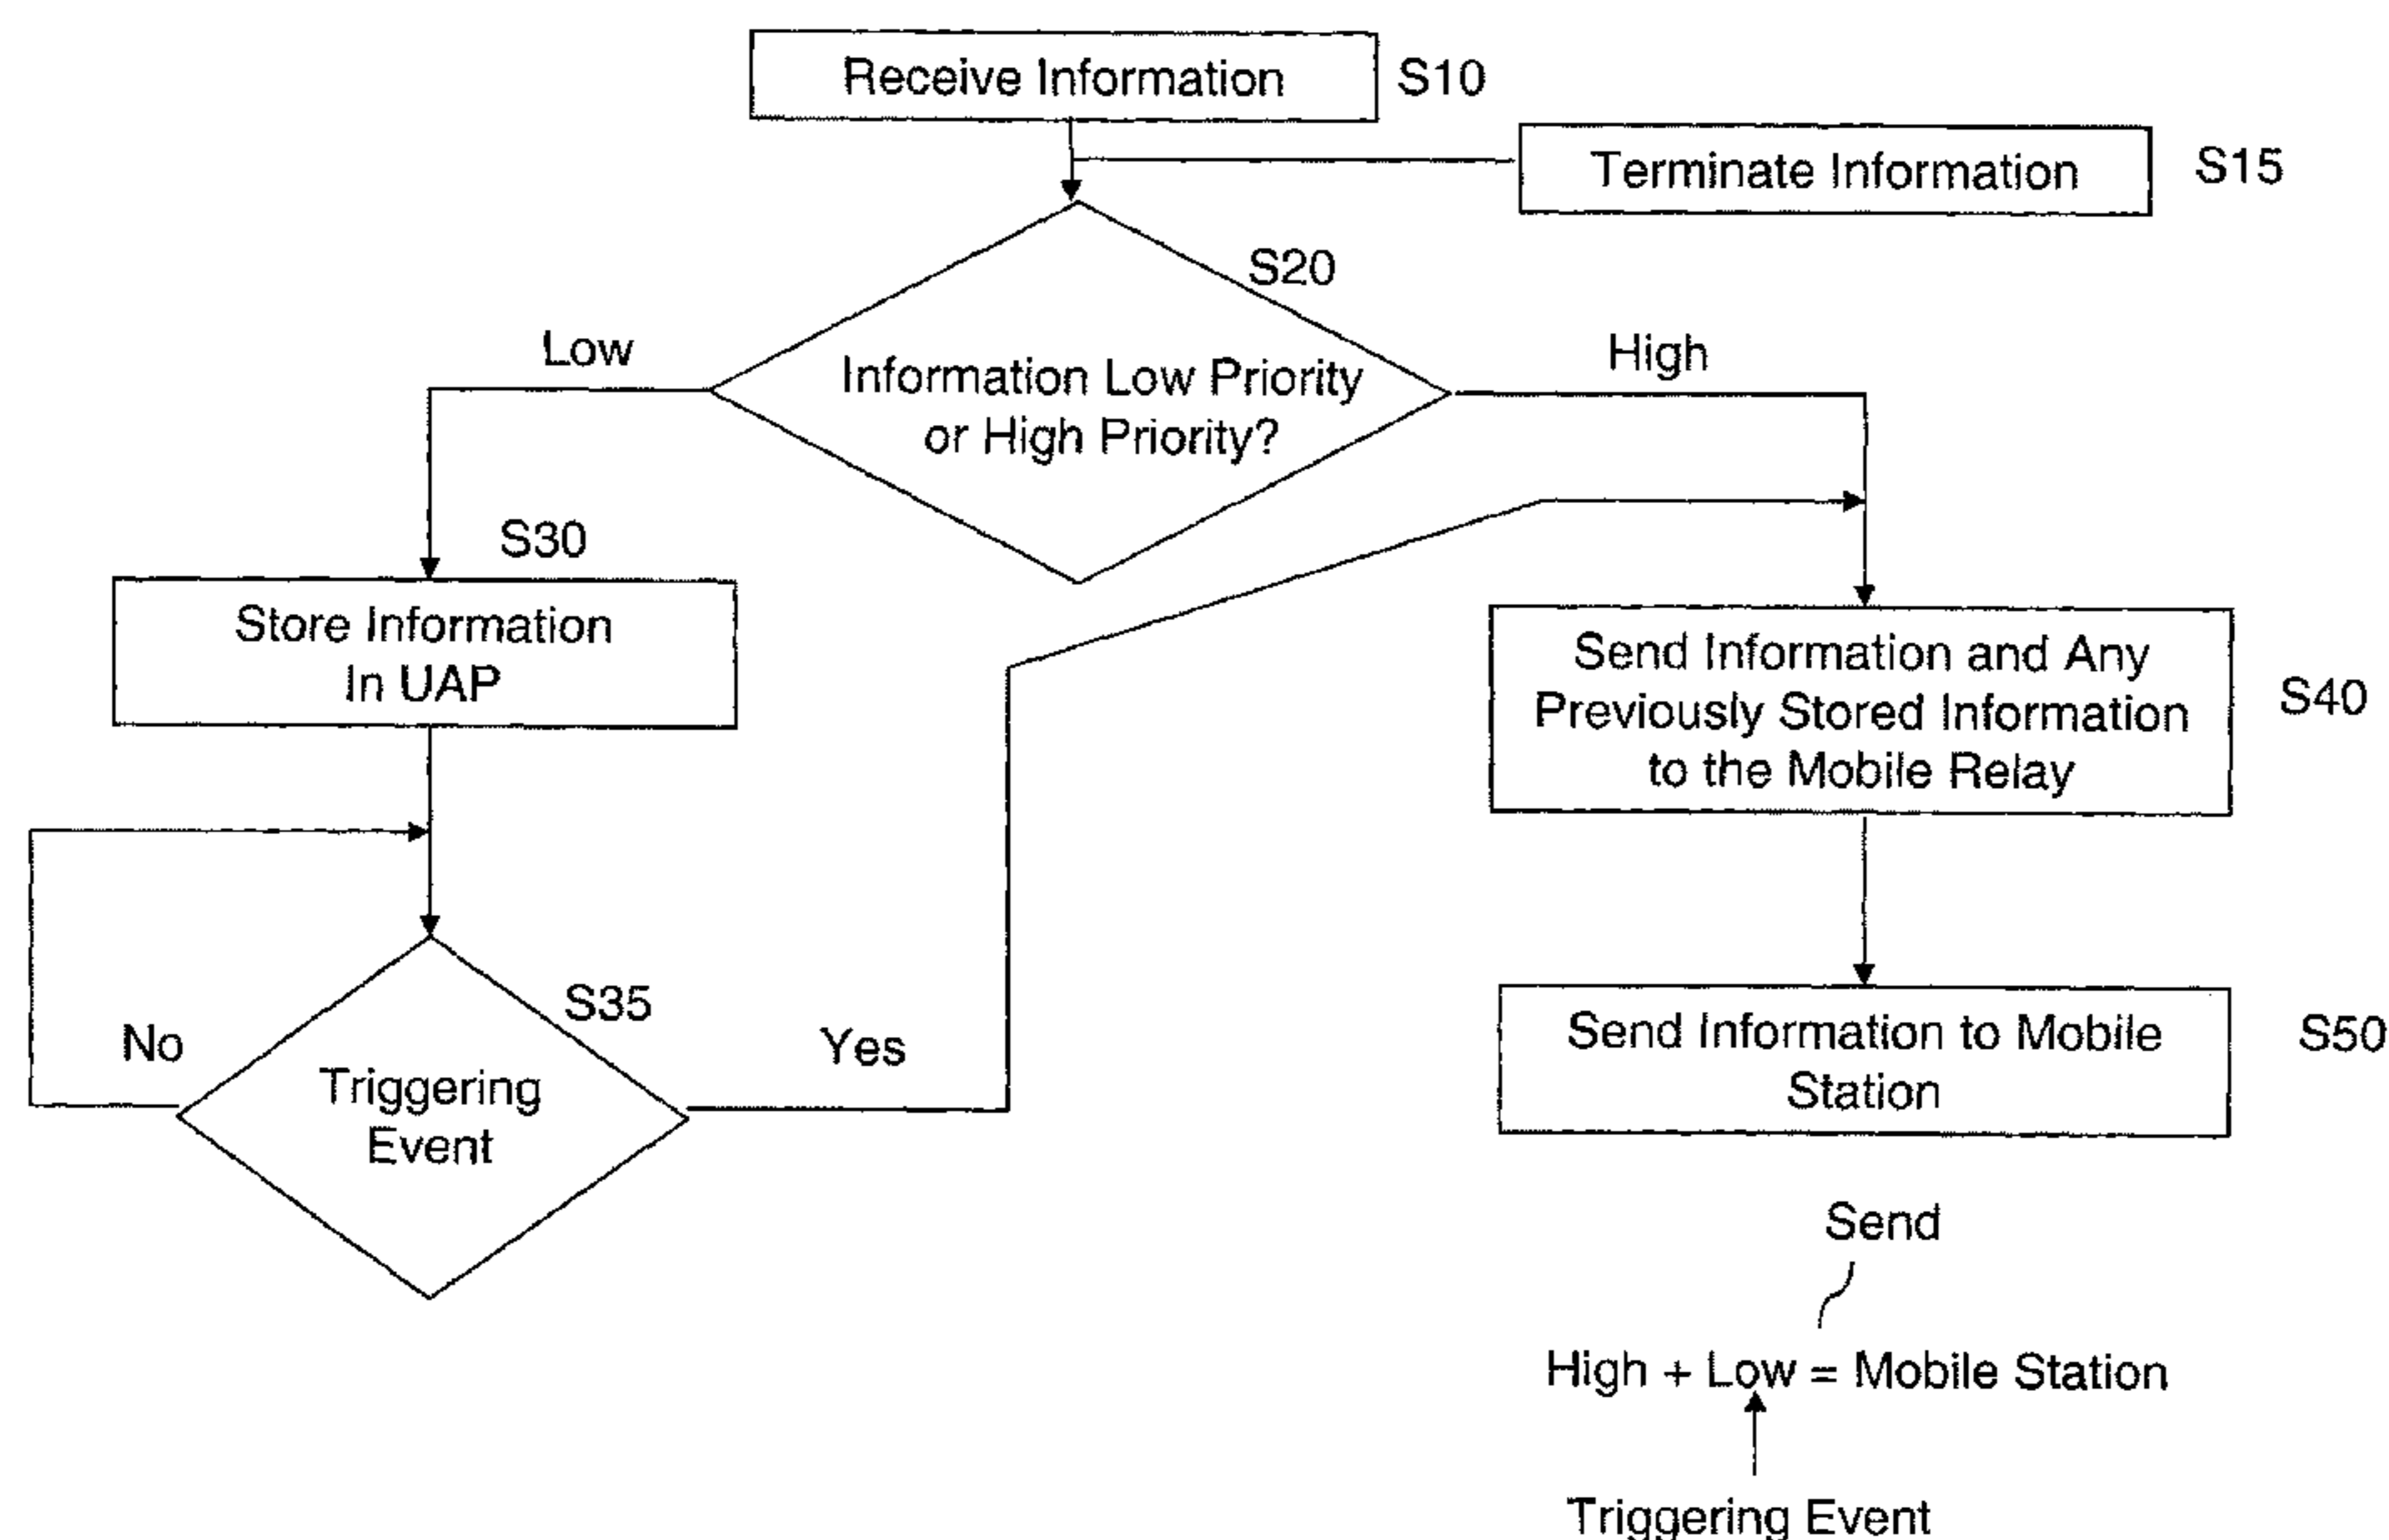 Receive Information
S10
Terminate Information
S15
S20
Low
High
Information Low Priority
or High Priority?
S30
Store Information
In UAP
Send Information and Any
Previously Stored Information
to the Mobile Relay
S40
S35
No
Yes
Triggering
Event
Send Information to Mobile
Station
S50
Send
High + Low = Mobile Station
Triggering Event